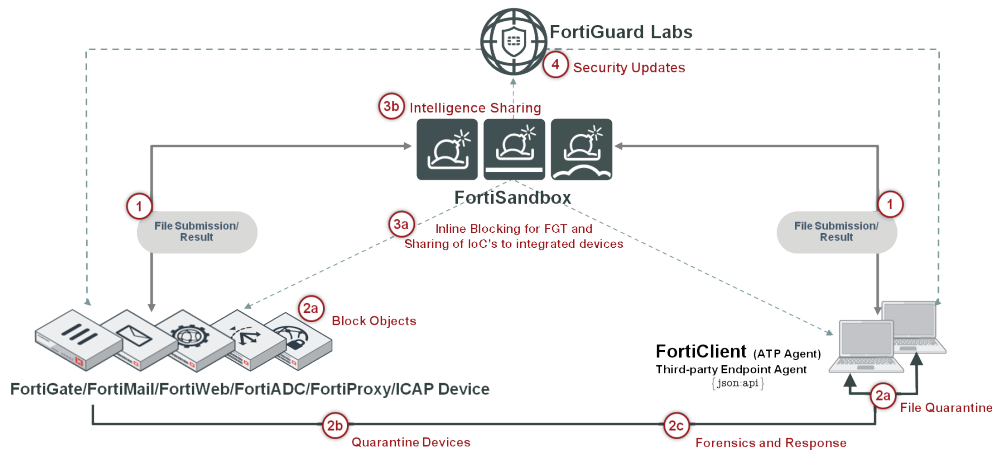 FortiGuard Labs
4
Security Updates
3b
Intelligence Sharing
FortiSandbox
1
File Submission/
Result
3a
Inline Blocking for FGT and
Sharing of IoC's to integrated devices
1
File Submission/
Result
2a
Block Objects
FortiGate/FortiMail/FortiWeb/FortiADC/FortiProxy/ICAP Device
FortiClient (ATP Agent)
Third-party Endpoint Agent
{json:api}
2a
File Quarantine
2b
Quarantine Devices
2c
Forensics and Response